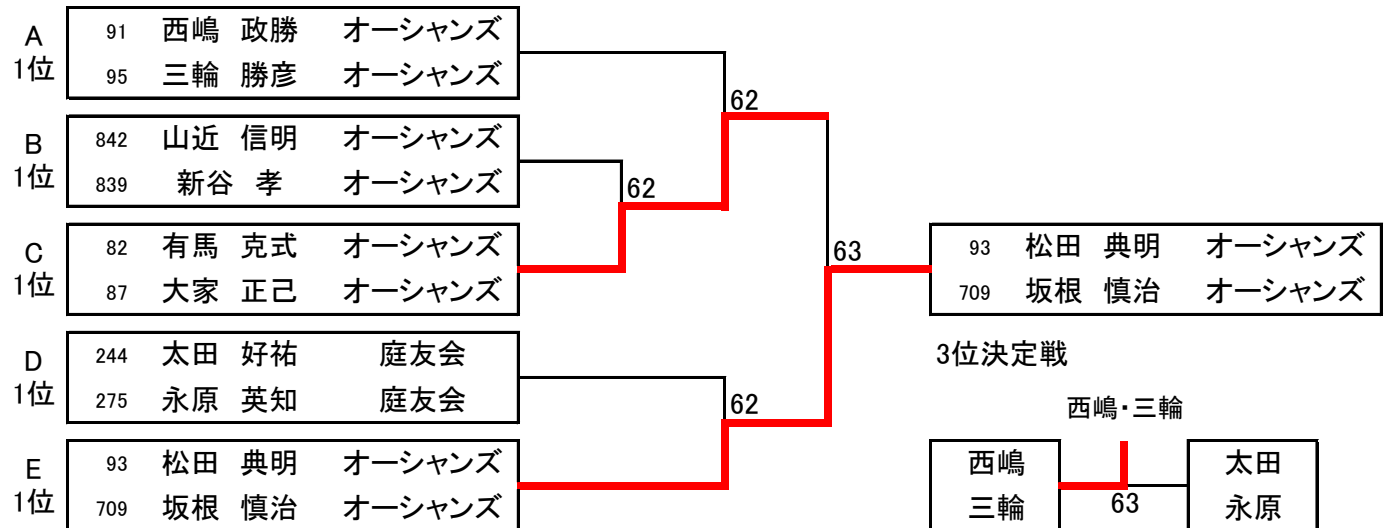 A
1位
91 西嶋 政勝 オーシャンズ
95 三輪 勝彦 オーシャンズ
62
B
1位
842 山近 信明 オーシャンズ
839 新谷 孝 オーシャンズ
62
C
1位
82 有馬 克式 オーシャンズ
87 大家 正己 オーシャンズ
63
93 松田 典明 オーシャンズ
709 坂根 慎治 オーシャンズ
D
1位
244 太田 好祐 庭友会
275 永原 英知 庭友会
62
E
1位
93 松田 典明 オーシャンズ
709 坂根 慎治 オーシャンズ
3位決定戦
西嶋・三輪
西嶋
三輪
63
太田
永原